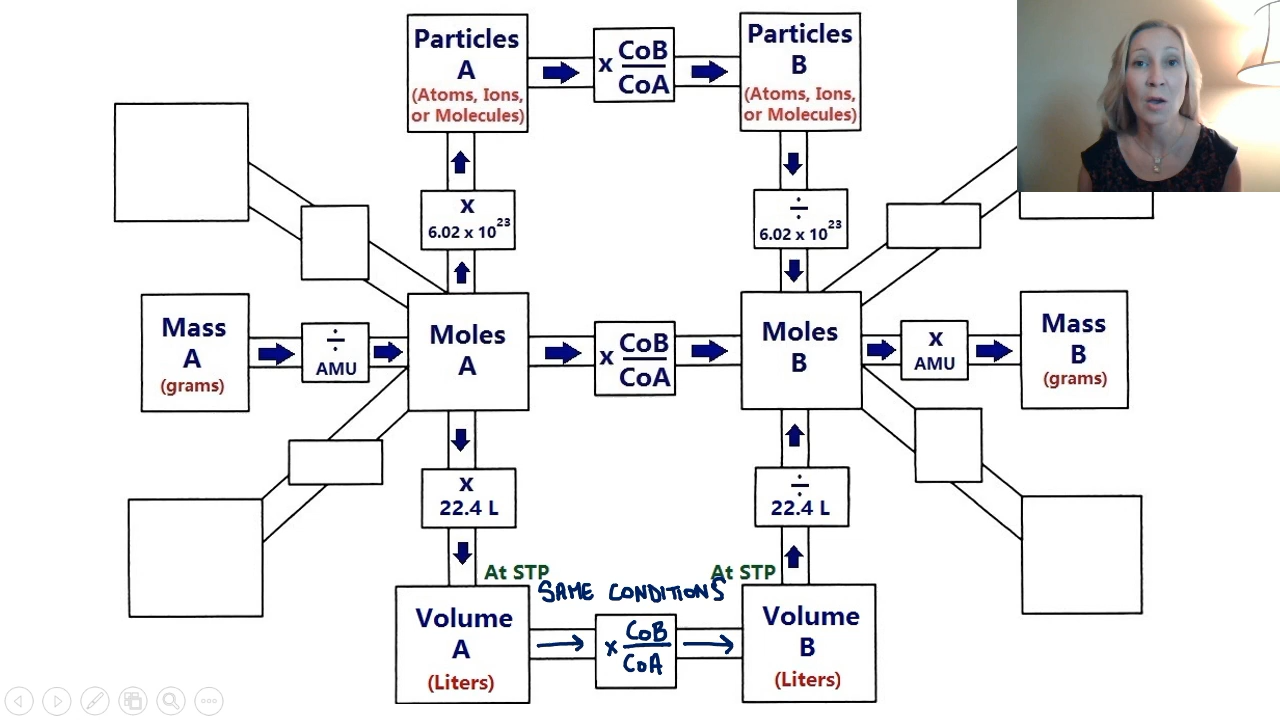 Particles
A
(Atoms, Ions,
or Molecules)
x CoB
CoA
Particles
B
(Atoms, Ions,
or Molecules)
x
6.02 x 10^23
÷
6.02 x 10^23
Mass
A
(grams)
÷
AMU
Moles
A
x CoB
CoA
Moles
B
x
AMU
Mass
B
(grams)
x
22.4 L
÷
22.4 L
At STP
At STP
SAME CONDITIONS
Volume
A
(Liters)
x CoB
CoA
Volume
B
(Liters)